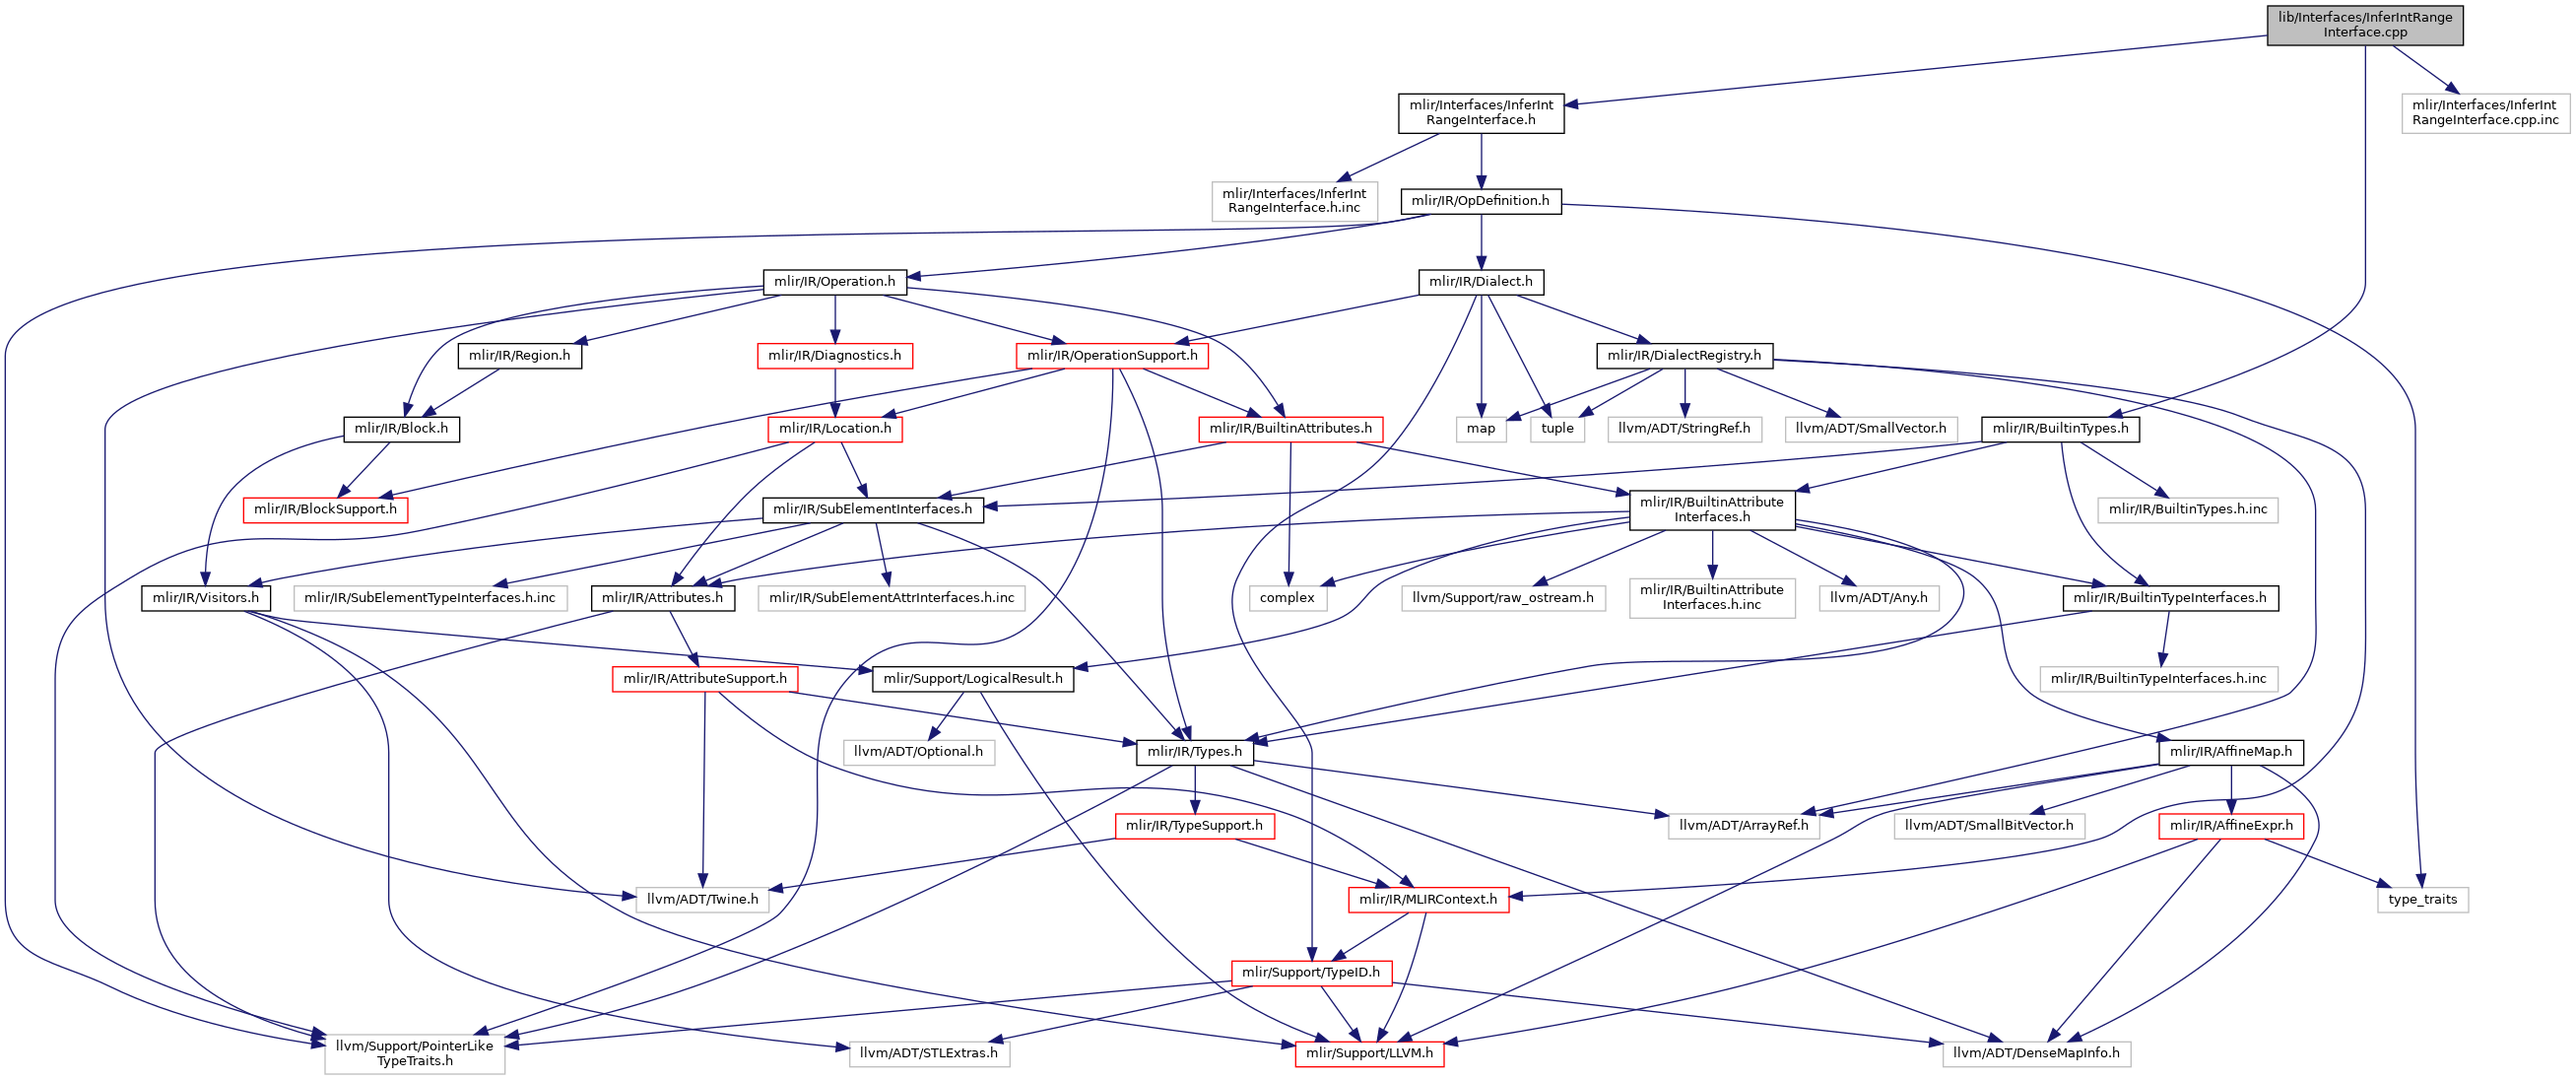 lib/Interfaces/InferIntRange
Interface.cpp
mlir/Interfaces/InferInt
RangeInterface.h
mlir/Interfaces/InferInt
RangeInterface.cpp.inc
mlir/Interfaces/InferInt
RangeInterface.h.inc
mlir/IR/OpDefinition.h
mlir/IR/Operation.h
mlir/IR/Dialect.h
mlir/IR/Region.h
mlir/IR/Diagnostics.h
mlir/IR/OperationSupport.h
mlir/IR/DialectRegistry.h
mlir/IR/Block.h
mlir/IR/Location.h
mlir/IR/BuiltinAttributes.h
map
tuple
llvm/ADT/StringRef.h
llvm/ADT/SmallVector.h
mlir/IR/BuiltinTypes.h
mlir/IR/BlockSupport.h
mlir/IR/SubElementInterfaces.h
mlir/IR/BuiltinAttribute
Interfaces.h
mlir/IR/BuiltinTypes.h.inc
mlir/IR/Visitors.h
mlir/IR/SubElementTypeInterfaces.h.inc
mlir/IR/Attributes.h
mlir/IR/SubElementAttrInterfaces.h.inc
complex
llvm/Support/raw_ostream.h
mlir/IR/BuiltinAttribute
Interfaces.h.inc
llvm/ADT/Any.h
mlir/IR/BuiltinTypeInterfaces.h
mlir/IR/AttributeSupport.h
mlir/Support/LogicalResult.h
mlir/IR/BuiltinTypeInterfaces.h.inc
llvm/ADT/Optional.h
mlir/IR/Types.h
mlir/IR/AffineMap.h
mlir/IR/TypeSupport.h
llvm/ADT/ArrayRef.h
llvm/ADT/SmallBitVector.h
mlir/IR/AffineExpr.h
llvm/ADT/Twine.h
mlir/IR/MLIRContext.h
type_traits
mlir/Support/TypeID.h
llvm/Support/PointerLike
TypeTraits.h
llvm/ADT/STLExtras.h
mlir/Support/LLVM.h
llvm/ADT/DenseMapInfo.h